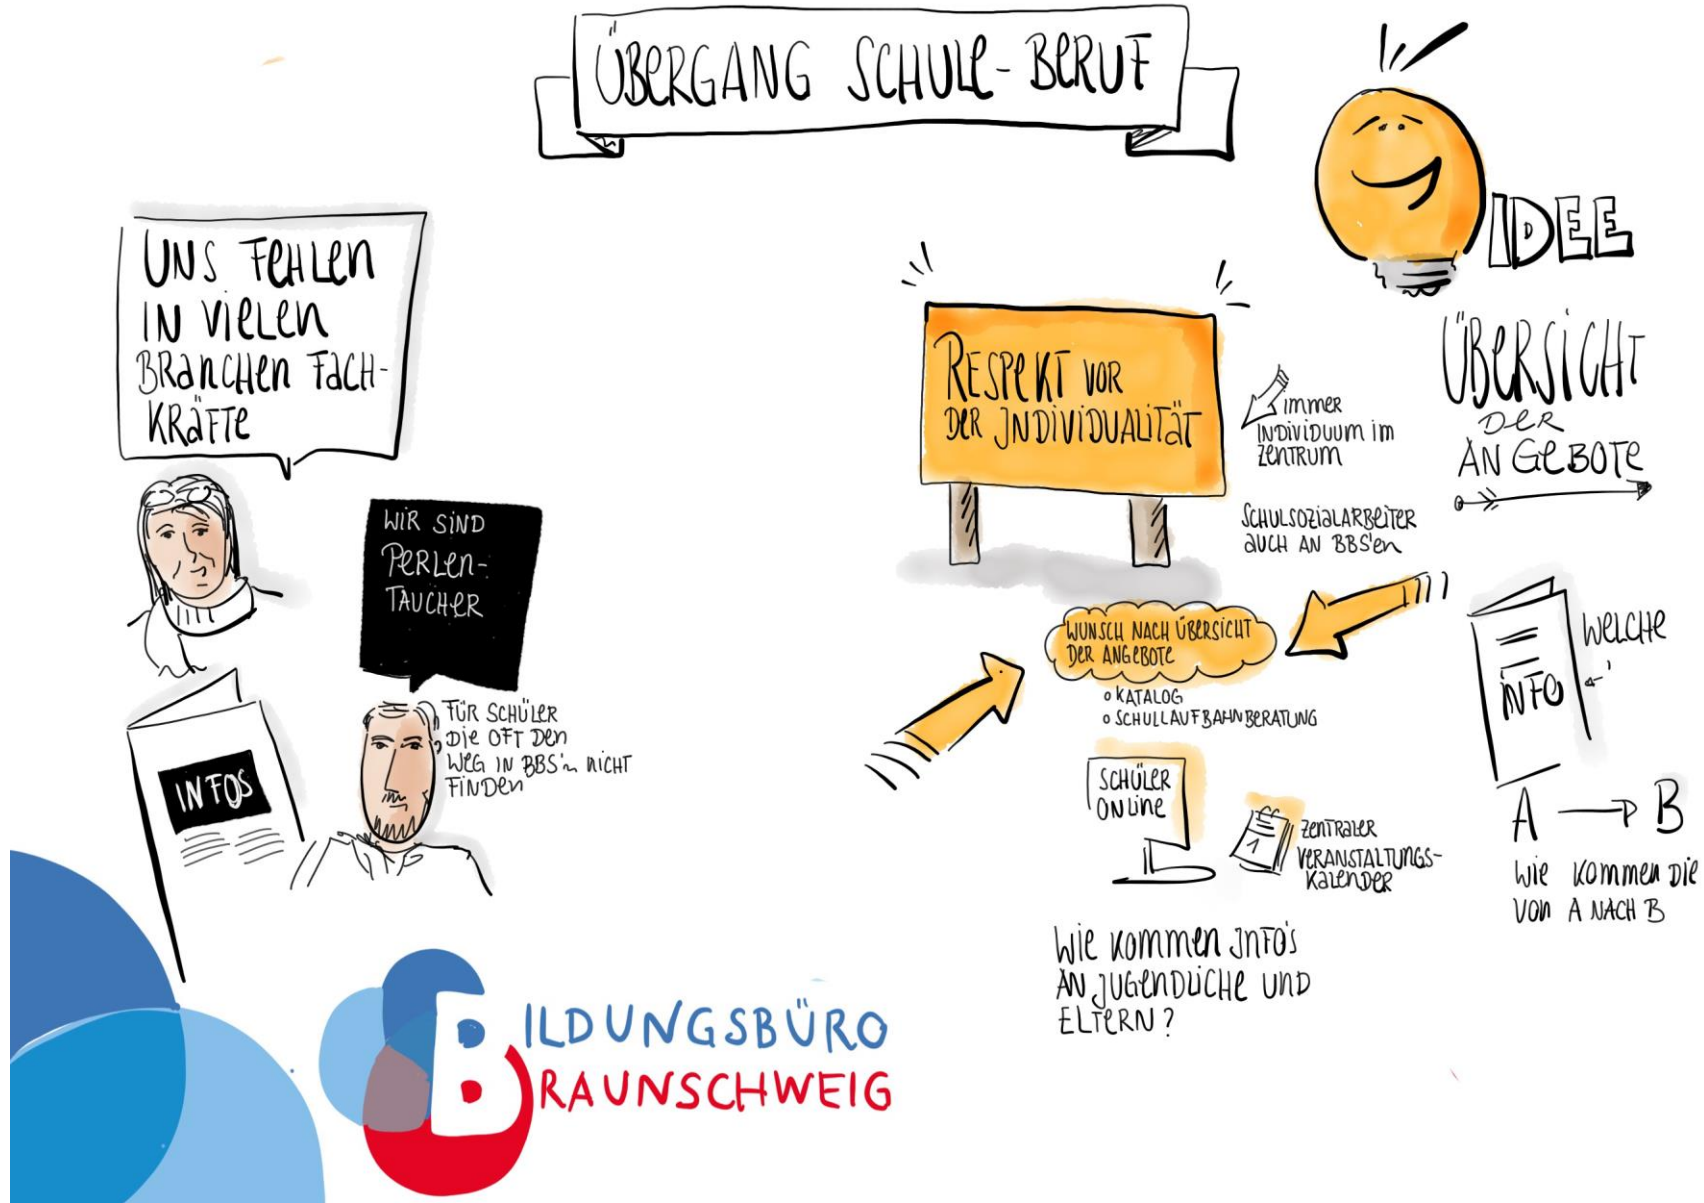 ÜBERGANG SCHULE - BERUF
UNS FEHLEN
IN VIELEN
BRANCHEN FACH-
KRÄFTE
WIR SIND
PERLEN-
TAUCHER
FÜR SCHÜLER
DIE OFT DEN
WEG IN BBS'n NICHT
FINDEN
INFOS
RESPEKT VOR
DER INDIVIDUALITÄT
IMMER
INDIVIDUUM IM
ZENTRUM
SCHULSOZIALARBEITER
AUCH AN BBS'en
WUNSCH NACH ÜBERSICHT
DER ANGEBOTE
o KATALOG
o SCHULLAUFBAHNBERATUNG
SCHÜLER
ONLINE
1
ZENTRALER
VERANSTALTUNGS-
KALENDER
WIE KOMMEN INFO'S
AN JUGENDLICHE UND
ELTERN?
IDEE
ÜBERSICHT
DER
ANGEBOTE
WELCHE
INFO
A → B
WIE KOMMEN DIE
VON A NACH B
BILDUNGSBÜRO
BRAUNSCHWEIG